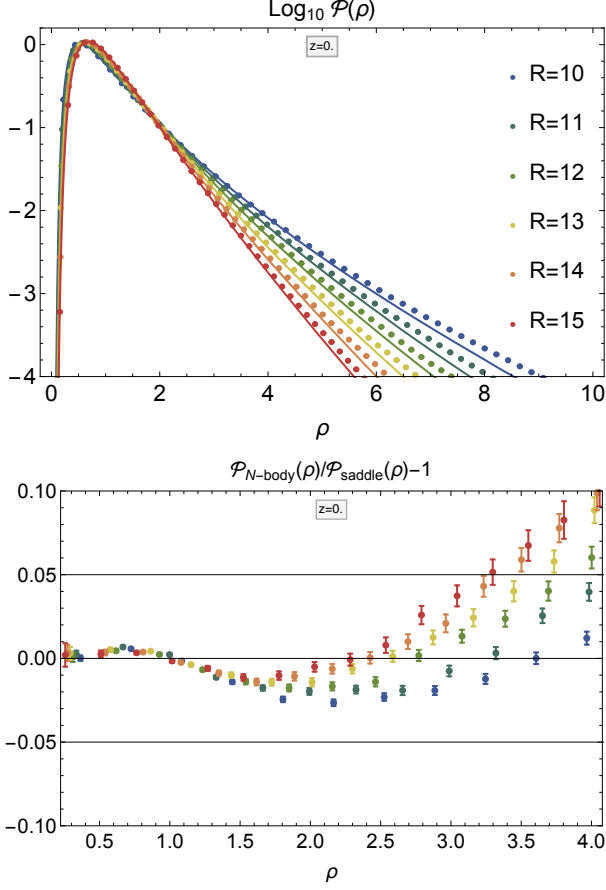 Log₁₀ 𝒫(ρ)
z=0.
0
−1
−2
−3
−4
R=10
R=11
R=12
R=13
R=14
R=15
0 2 4 6 8 10
ρ
𝒫N−body(ρ)/𝒫saddle(ρ)−1
z=0.
0.10
0.05
0.00
−0.05
−0.10
0.5 1.0 1.5 2.0 2.5 3.0 3.5 4.0
ρ